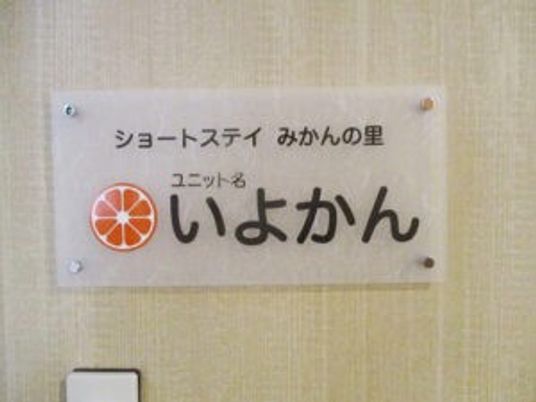 ショートステイ みかんの里
ユニット名
いよかん